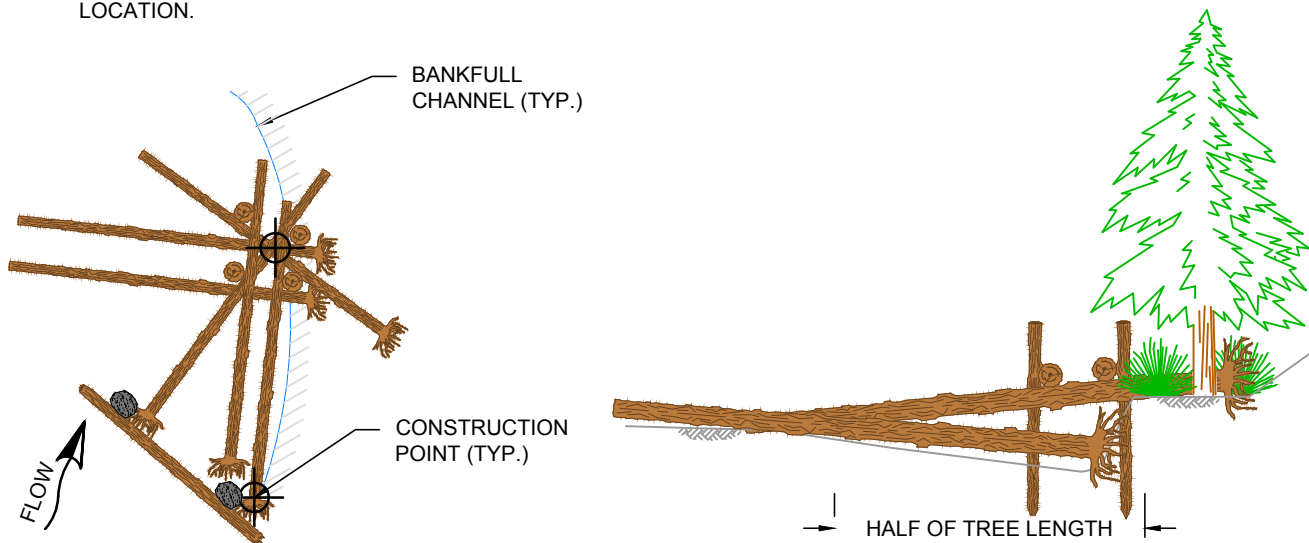 LOCATION.
BANKFULL
CHANNEL (TYP.)
CONSTRUCTION
POINT (TYP.)
FLOW
HALF OF TREE LENGTH